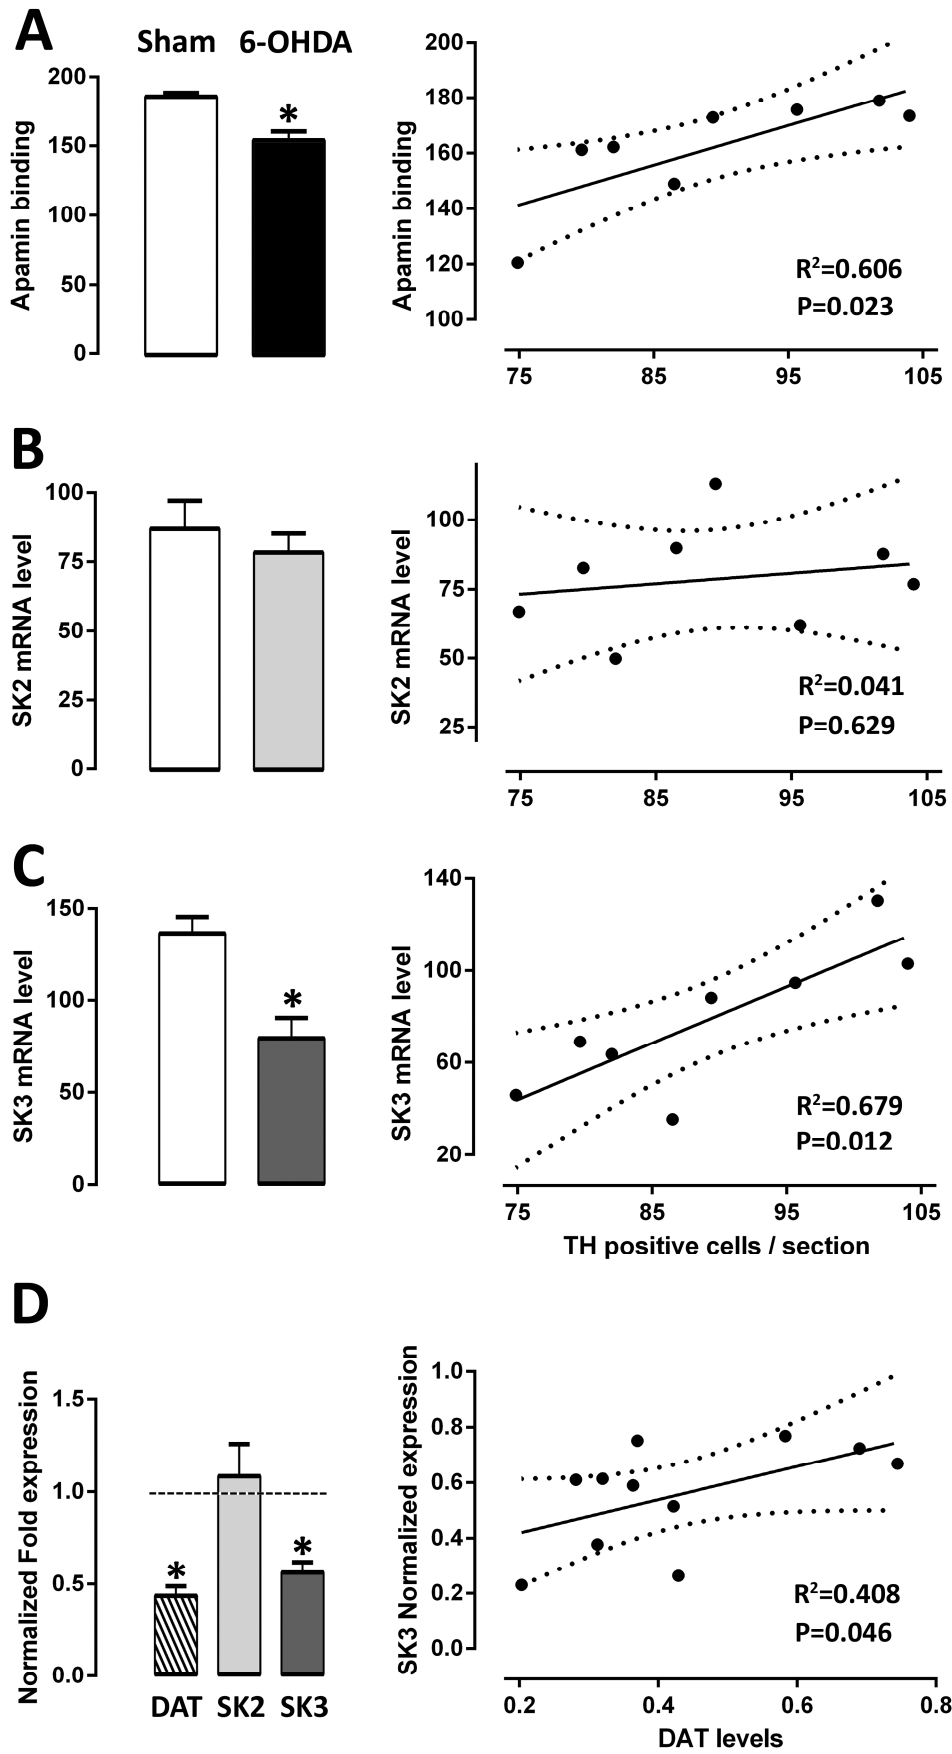 A
Sham 6-OHDA
Apamin binding
200
150
100
50
0
*
Apamin binding
200
180
160
140
120
100
R²=0.606
P=0.023
75 85 95 105
B
SK2 mRNA level
100
75
50
25
0
SK2 mRNA level
100
75
50
25
R²=0.041
P=0.629
75 85 95 105
C
SK3 mRNA level
150
100
50
0
*
SK3 mRNA level
140
100
60
20
R²=0.679
P=0.012
75 85 95 105
TH positive cells / section
D
Normalized Fold expression
1.5
1.0
0.5
0.0
* *
DAT SK2 SK3
SK3 Normalized expression
1.0
0.8
0.6
0.4
0.2
0.0
R²=0.408
P=0.046
0.2 0.4 0.6 0.8
DAT levels